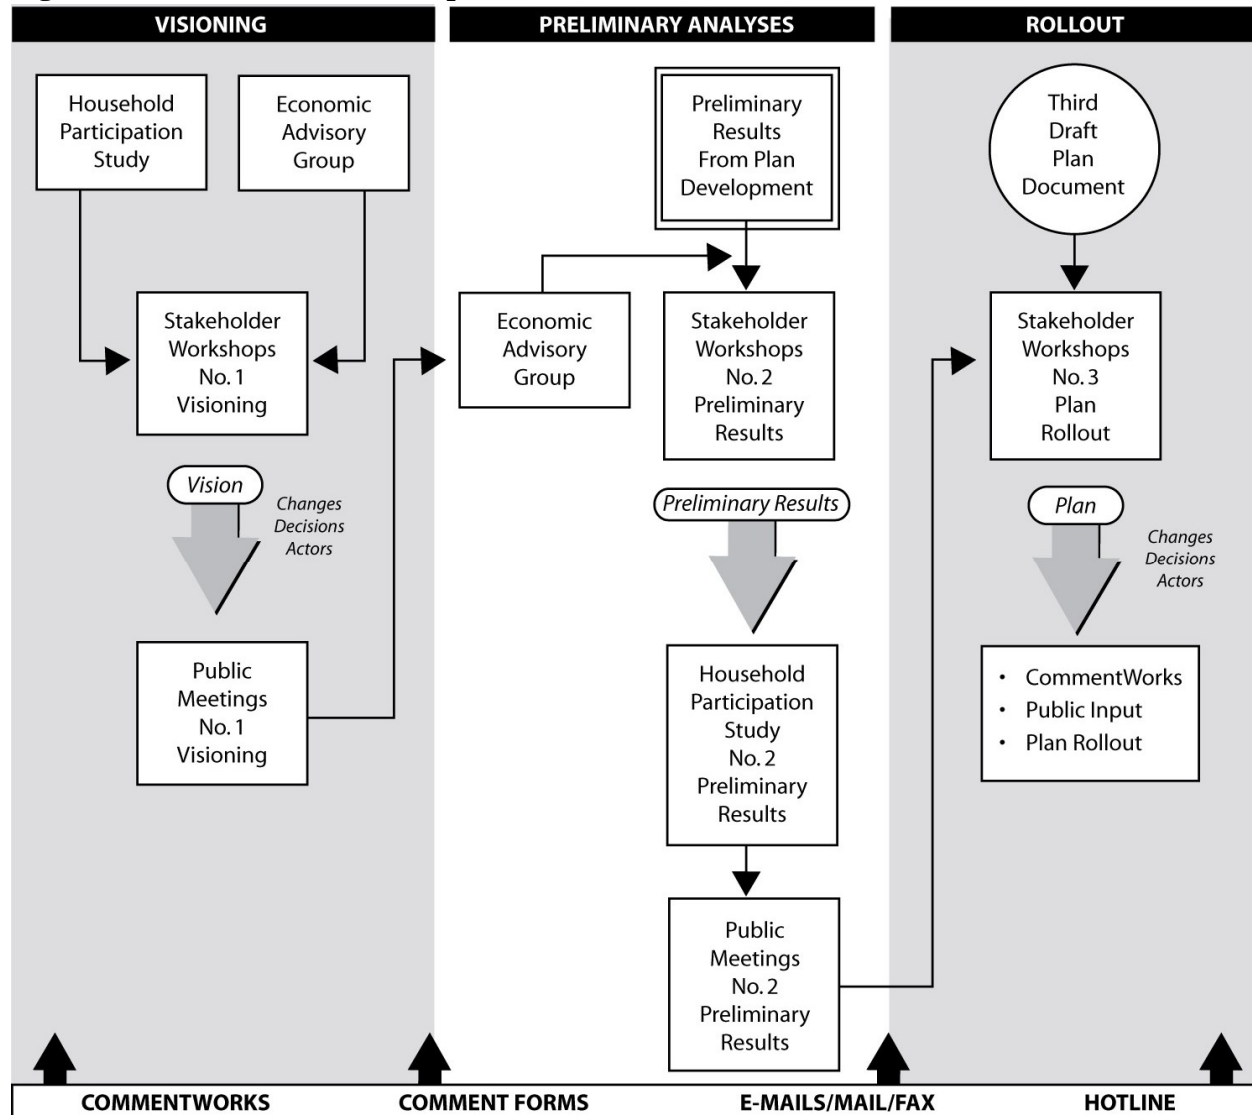 VISIONING
PRELIMINARY ANALYSES
ROLLOUT
Household
Participation
Study
Economic
Advisory
Group
Stakeholder
Workshops
No. 1
Visioning
Vision
Changes
Decisions
Actors
Public
Meetings
No. 1
Visioning
Preliminary
Results
From Plan
Development
Economic
Advisory
Group
Stakeholder
Workshops
No. 2
Preliminary
Results
Preliminary Results
Household
Participation
Study
No. 2
Preliminary
Results
Public
Meetings
No. 2
Preliminary
Results
Third
Draft
Plan
Document
Stakeholder
Workshops
No. 3
Plan
Rollout
Plan
Changes
Decisions
Actors
• CommentWorks
• Public Input
• Plan Rollout
COMMENTWORKS
COMMENT FORMS
E-MAILS/MAIL/FAX
HOTLINE